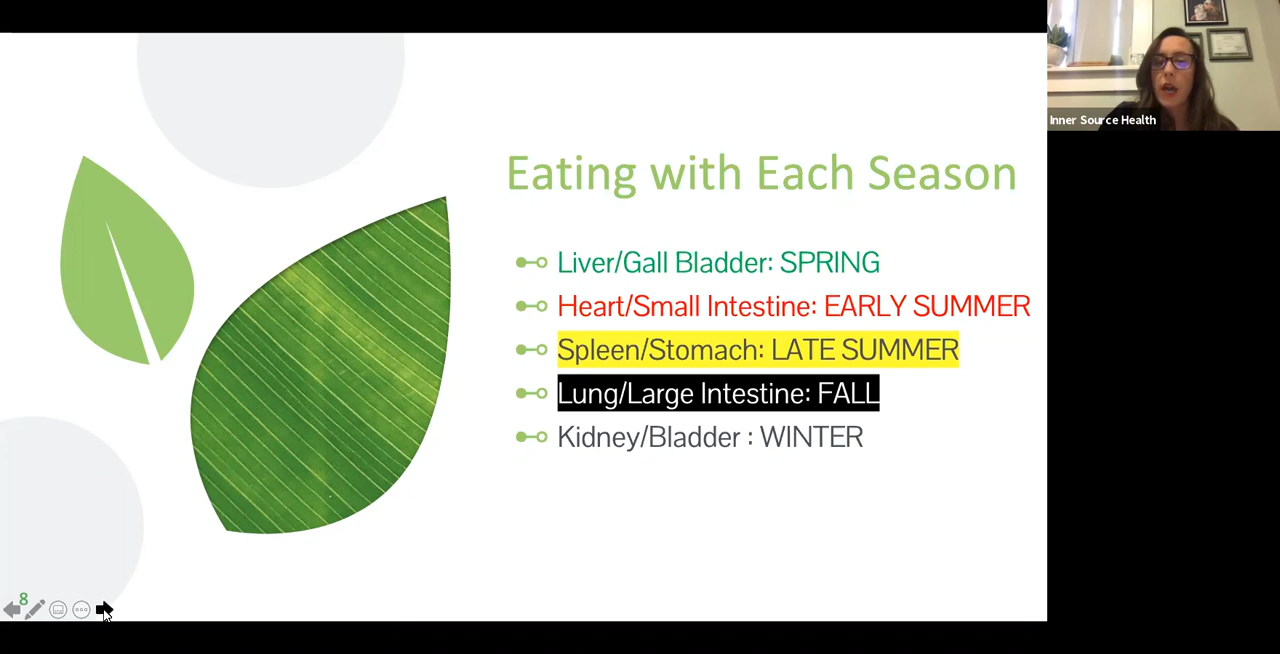 Eating with Each Season
Liver/Gall Bladder: SPRING
Heart/Small Intestine: EARLY SUMMER
Spleen/Stomach: LATE SUMMER
Lung/Large Intestine: FALL
Kidney/Bladder : WINTER
8
Inner Source Health